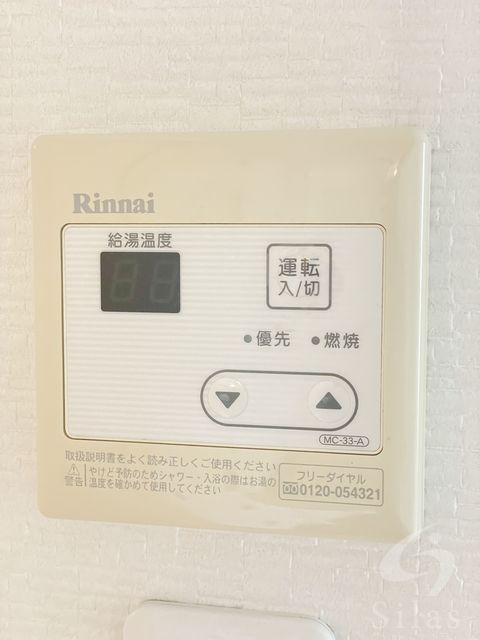 Rinnai
給湯温度
運転
入/切
優先 燃焼
MC-33-A
取扱説明書をよく読み正しくご使用ください
警告 やけど予防のためシャワー・入浴の際はお湯の
温度を確かめて使用してください
フリーダイヤル
0120-054321
Silas